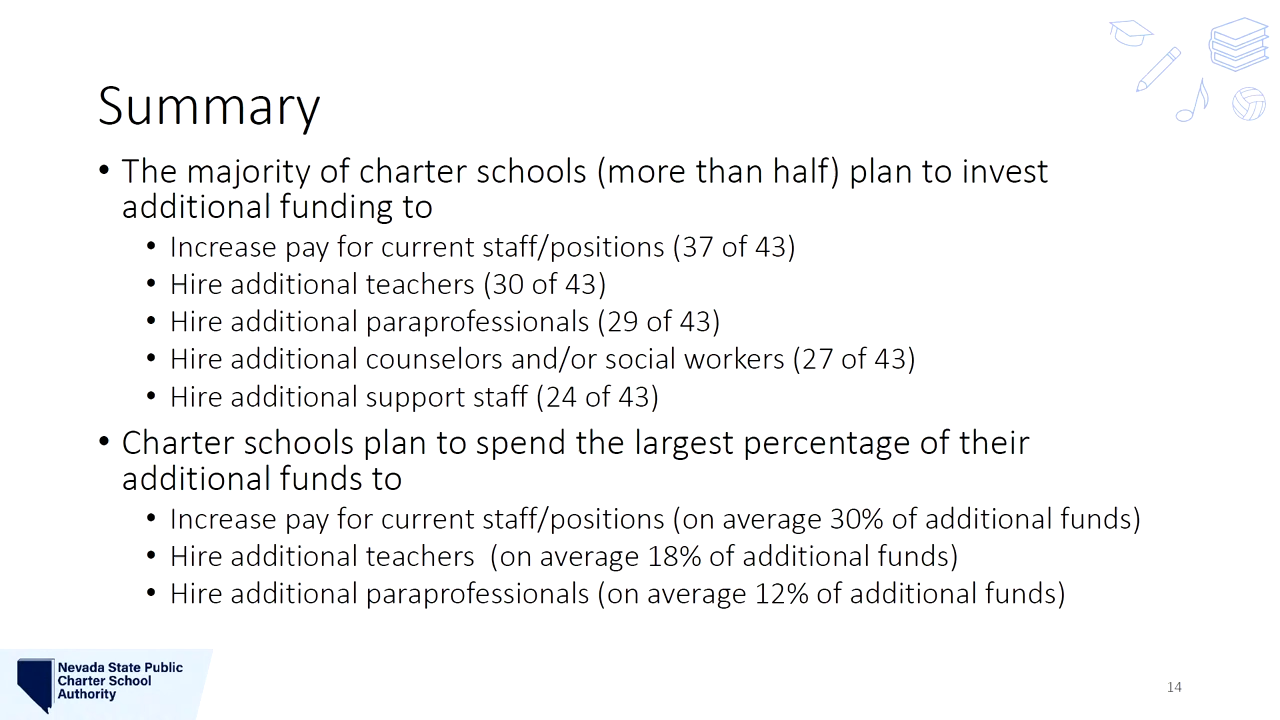 Summary
• The majority of charter schools (more than half) plan to invest
additional funding to
• Increase pay for current staff/positions (37 of 43)
• Hire additional teachers (30 of 43)
• Hire additional paraprofessionals (29 of 43)
• Hire additional counselors and/or social workers (27 of 43)
• Hire additional support staff (24 of 43)
• Charter schools plan to spend the largest percentage of their
additional funds to
• Increase pay for current staff/positions (on average 30% of additional funds)
• Hire additional teachers  (on average 18% of additional funds)
• Hire additional paraprofessionals (on average 12% of additional funds)
Nevada State Public
Charter School
Authority
14